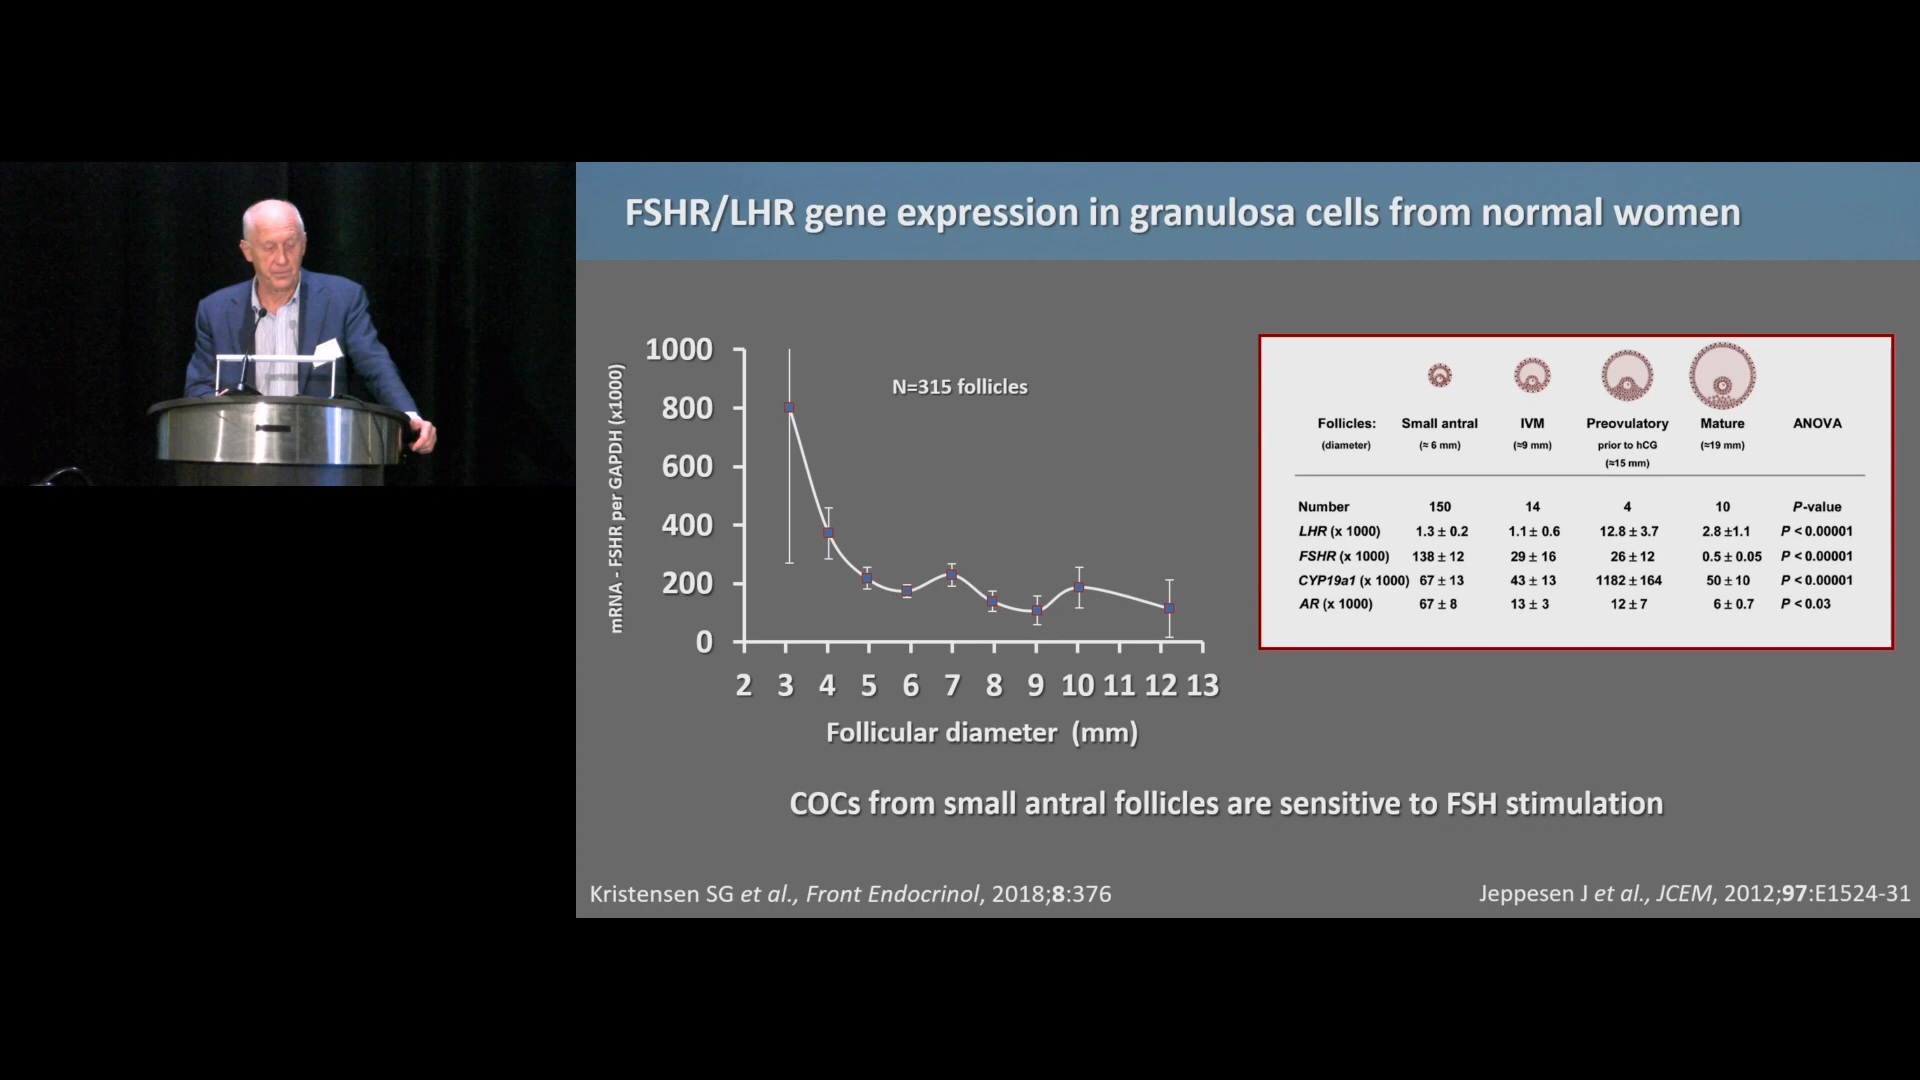 FSHR/LHR gene expression in granulosa cells from normal women
mRNA - FSHR per GAPDH (x1000)
1000
800
600
400
200
0
N=315 follicles
2 3 4 5 6 7 8 9 10 11 12 13
Follicular diameter (mm)
Follicles: Small antral IVM Preovulatory Mature ANOVA
(diameter) (≈ 6 mm) (≈9 mm) prior to hCG (≈19 mm)
(≈15 mm)
Number 150 14 4 10 P-value
LHR (x 1000) 1.3 ± 0.2 1.1 ± 0.6 12.8 ± 3.7 2.8 ±1.1 P < 0.00001
FSHR (x 1000) 138 ± 12 29 ± 16 26 ± 12 0.5 ± 0.05 P < 0.00001
CYP19a1 (x 1000) 67 ± 13 43 ± 13 1182 ± 164 50 ± 10 P < 0.00001
AR (x 1000) 67 ± 8 13 ± 3 12 ± 7 6 ± 0.7 P < 0.03
COCs from small antral follicles are sensitive to FSH stimulation
Kristensen SG et al., Front Endocrinol, 2018;8:376
Jeppesen J et al., JCEM, 2012;97:E1524-31